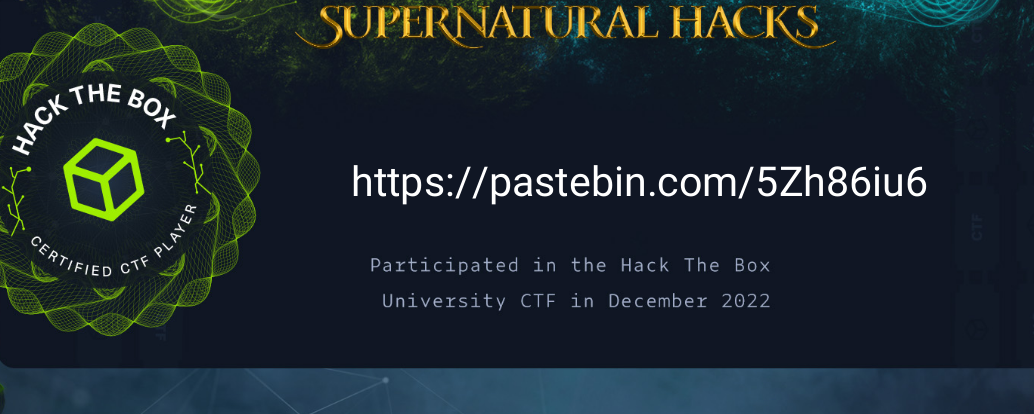 SUPERNATURAL HACKS
HACK THE BOX
https://pastebin.com/5Zh86iu6
CERTIFIED CTF PLAYER
Participated in the Hack The Box
University CTF in December 2022
CTF